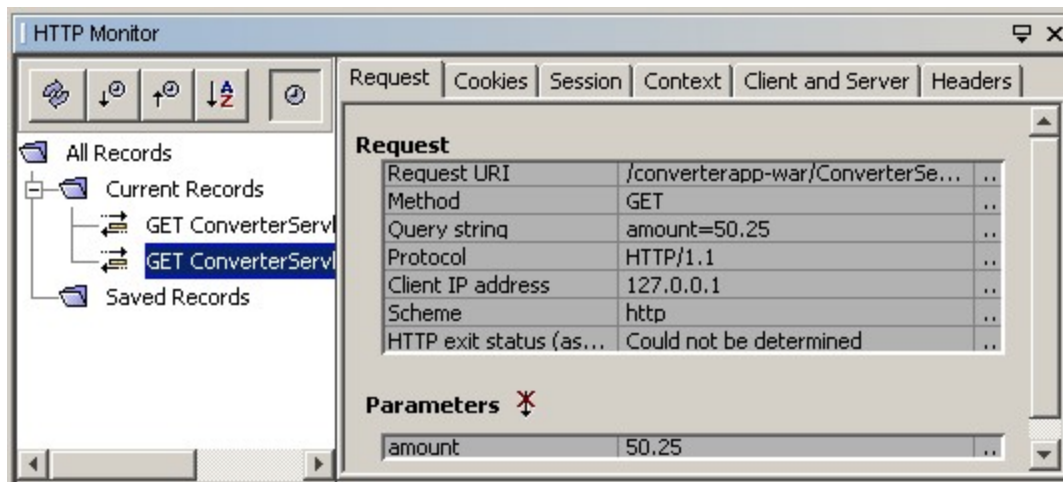 HTTP Monitor
A
Z
All Records
Current Records
GET ConverterServl
GET ConverterServl
Saved Records
Request Cookies Session Context Client and Server Headers
Request
Request URI /converterapp-war/ConverterSe... ..
Method GET ..
Query string amount=50.25 ..
Protocol HTTP/1.1 ..
Client IP address 127.0.0.1 ..
Scheme http ..
HTTP exit status (as... Could not be determined ..
Parameters
amount 50.25 ..